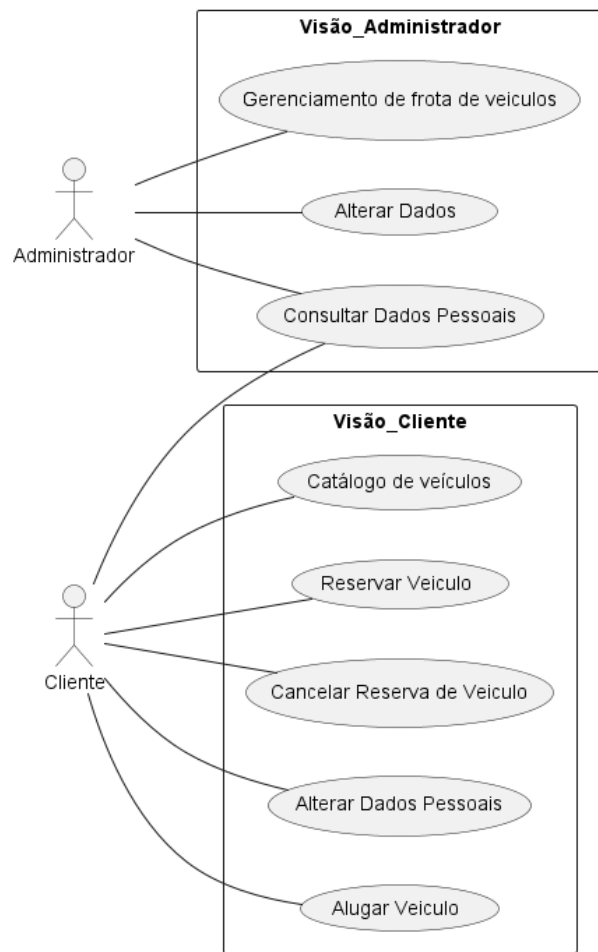 Visão_Administrador
Gerenciamento de frota de veiculos
Alterar Dados
Administrador
Consultar Dados Pessoais
Visão_Cliente
Catálogo de veículos
Reservar Veiculo
Cliente
Cancelar Reserva de Veiculo
Alterar Dados Pessoais
Alugar Veiculo